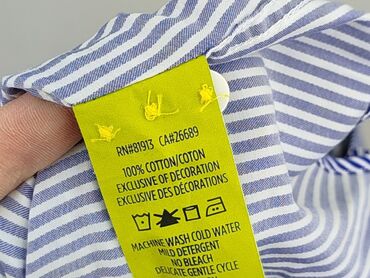 RN#81913 CA#26689
100% COTTON/COTON
EXCLUSIVE OF DECORATION
EXCLUSIVE DES DÉCORATIONS
MACHINE WASH COLD WATER
MILD DETERGENT
NO BLEACH
DELICATE GENTLE CYCLE